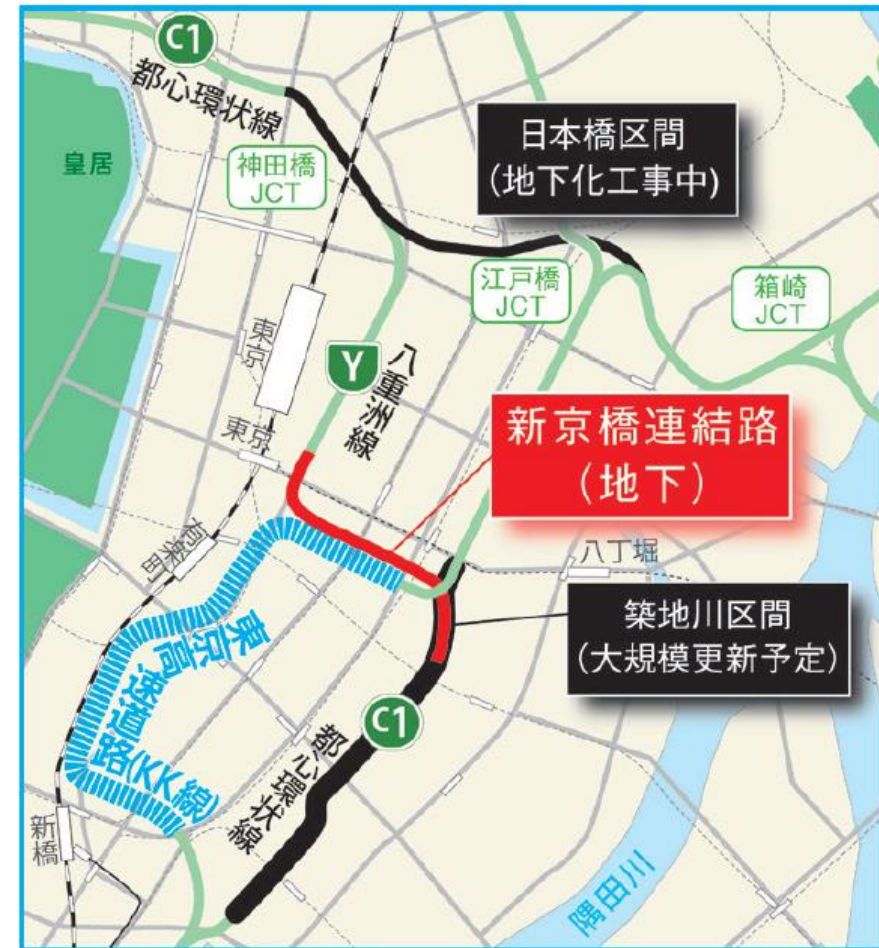 C1
都心環状線
皇居
神田橋
JCT
日本橋区間
(地下化工事中)
江戸橋
JCT
箱崎
JCT
東京
Y
八重洲線
東京
新京橋連結路
(地下)
有楽町
八丁堀
築地川区間
(大規模更新予定)
東京高
速道
路(KK線)
C1
都心環状線
新橋
隅田川